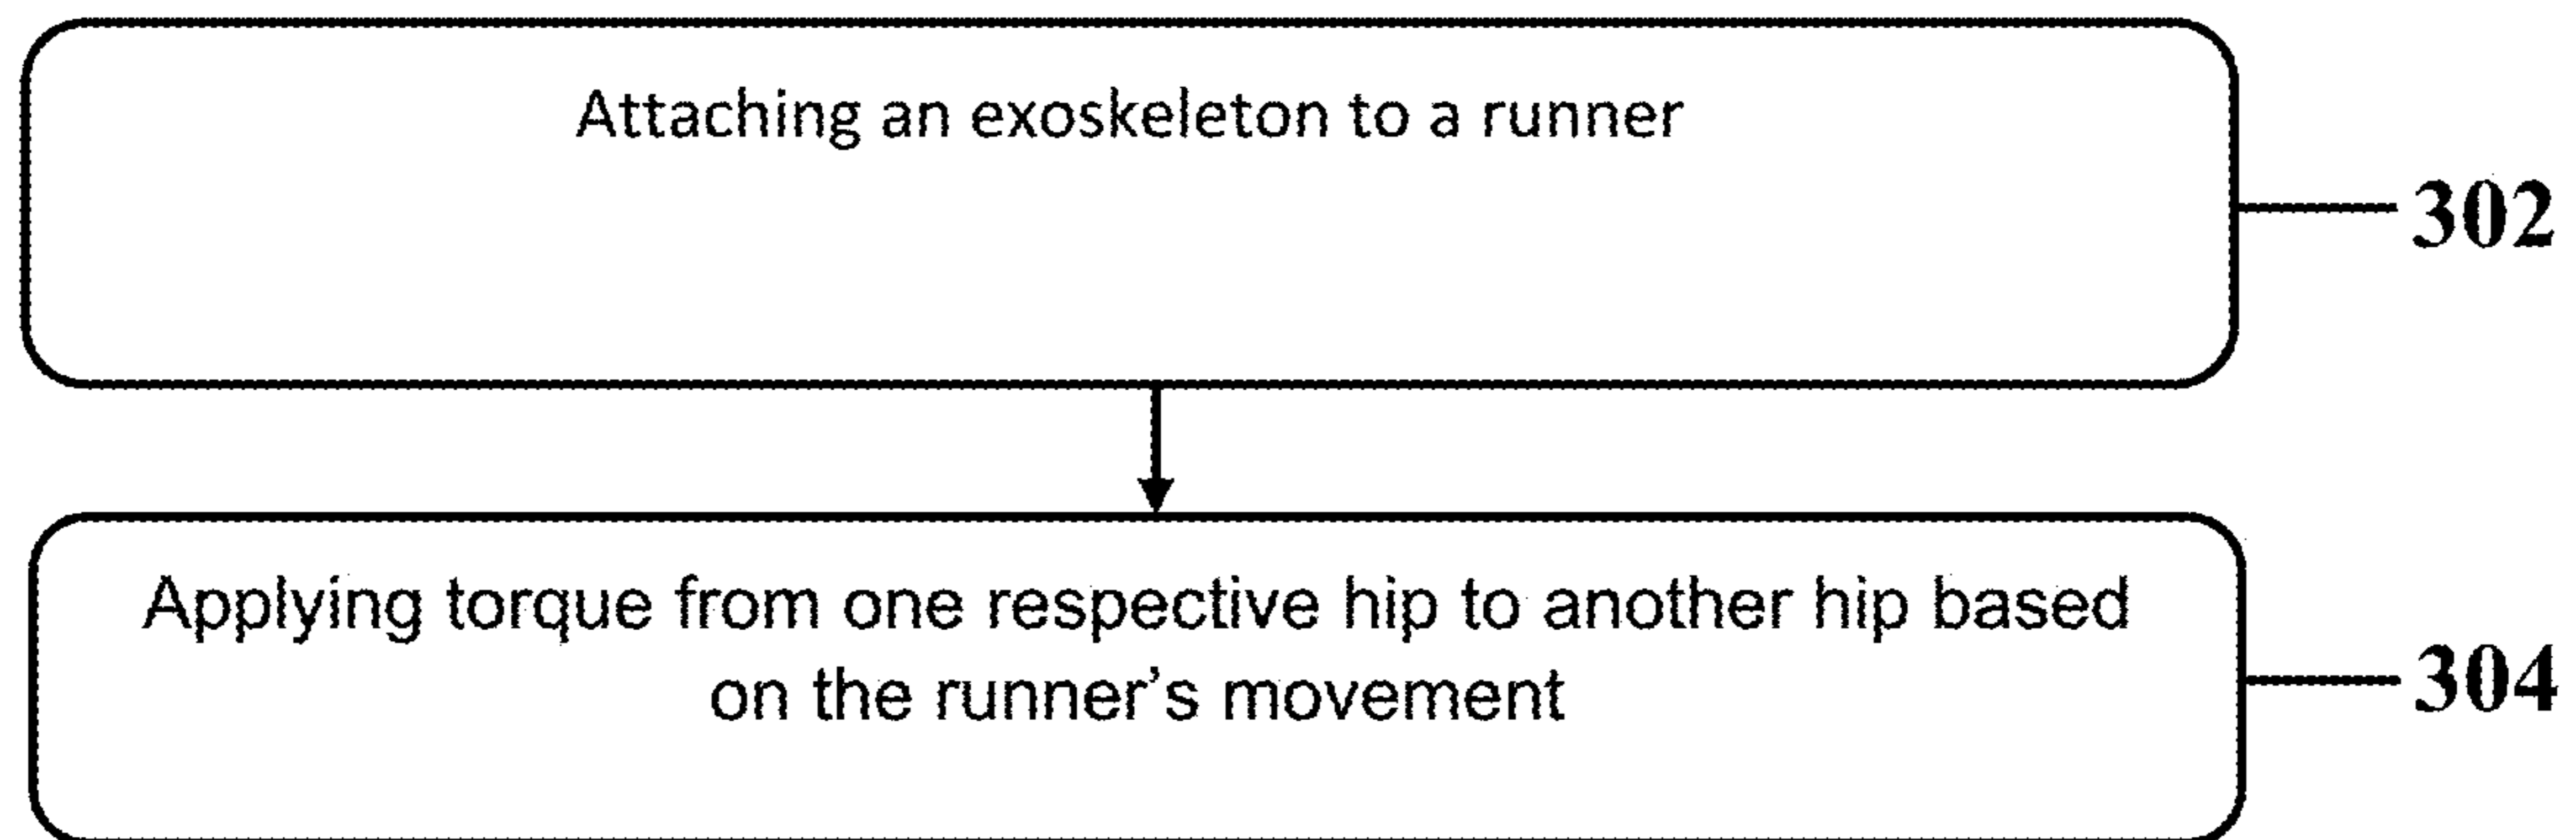 Attaching an exoskeleton to a runner
302
Applying torque from one respective hip to another hip based
on the runner's movement
304